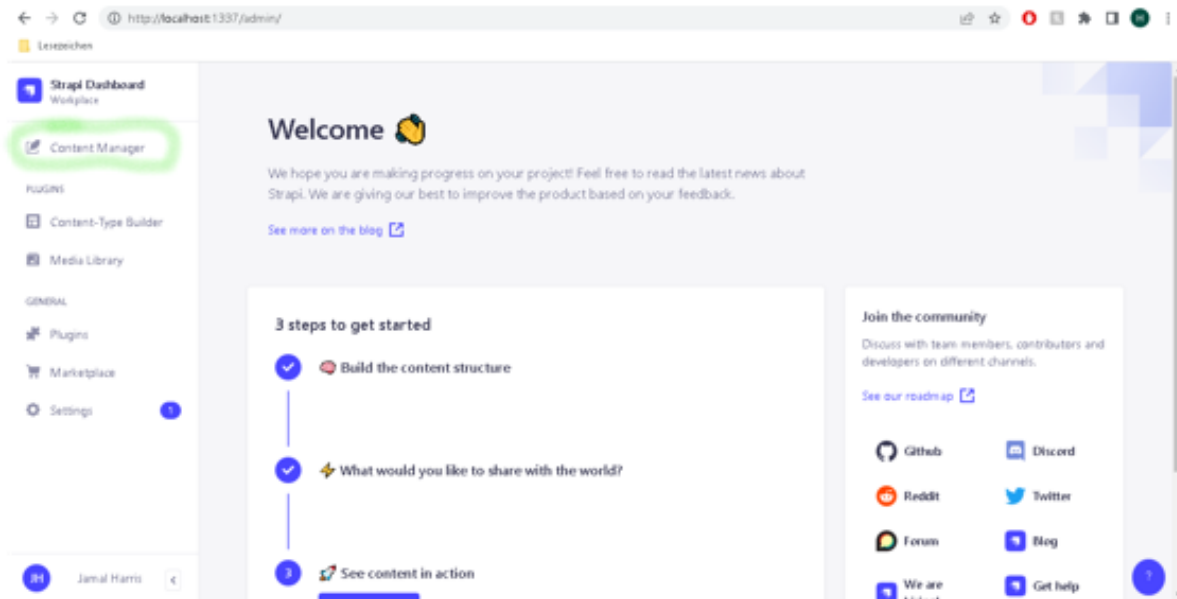 http://localhost:1337/admin/
Lesezeichen
Strapi Dashboard
Workplace
Content Manager
PLUGINS
Content-Type Builder
Media Library
GENERAL
Plugins
Marketplace
Settings
1
JH
Jamal Harris
Welcome
We hope you are making progress on your project! Feel free to read the latest news about
Strapi. We are giving our best to improve the product based on your feedback.
See more on the blog
3 steps to get started
Build the content structure
What would you like to share with the world?
3
See content in action
Join the community
Discuss with team members, contributors and
developers on different channels.
See our roadmap
Github
Discord
Reddit
Twitter
Forum
Blog
We are
Get help
?
H